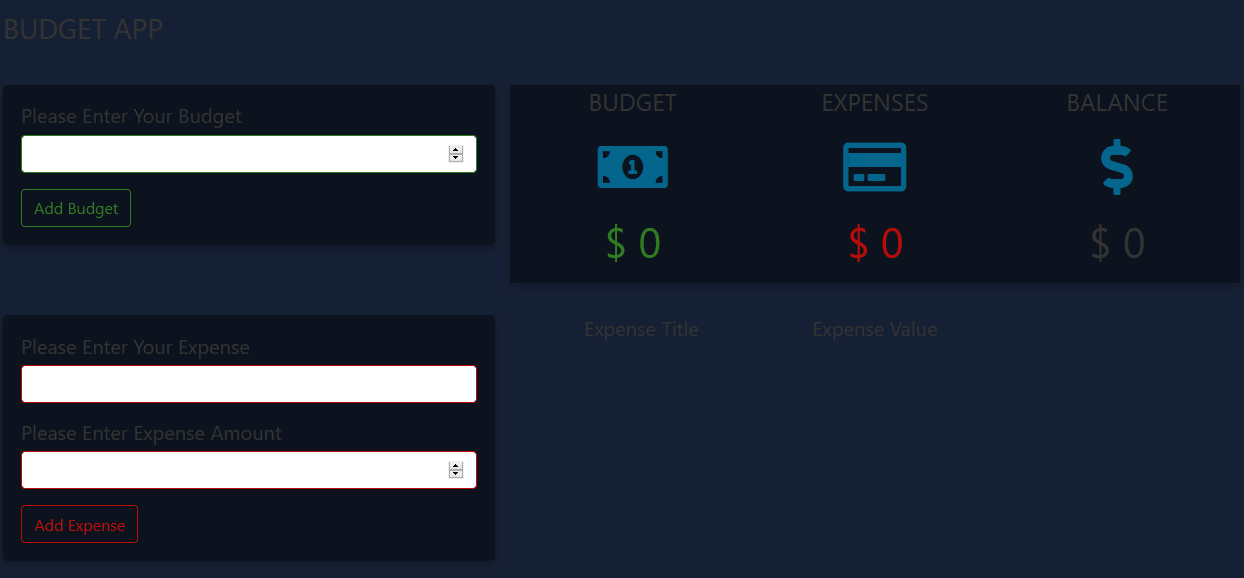 BUDGET APP
Please Enter Your Budget
Add Budget
BUDGET EXPENSES BALANCE
1
$
$ 0 $ 0 $ 0
Please Enter Your Expense
Please Enter Expense Amount
Add Expense
Expense Title Expense Value